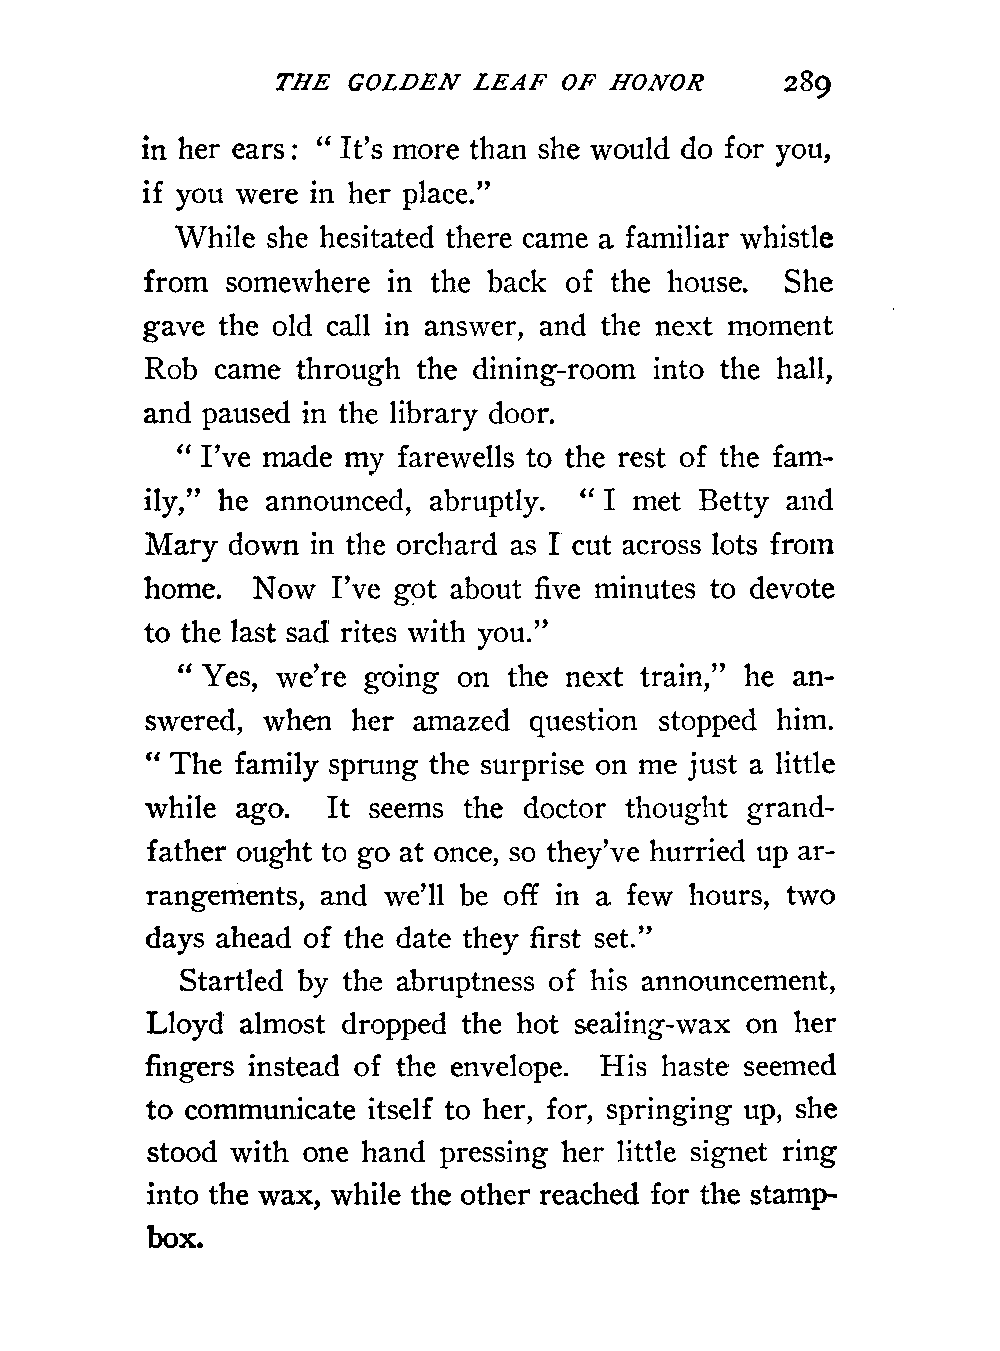 THE GOLDEN LEAF OF HONOR 289
in her ears: “ It’s more than she would do for you,
if you were in her place.”
While she hesitated there came a familiar whistle
from somewhere in the back of the house. She
gave the old call in answer, and the next moment
Rob came through the dining-room into the hall,
and paused in the library door.
“ I’ve made my farewells to the rest of the fam-
ily,” he announced, abruptly. “ I met Betty and
Mary down in the orchard as I cut across lots from
home. Now I’ve got about five minutes to devote
to the last sad rites with you.”
“ Yes, we’re going on the next train,” he an-
swered, when her amazed question stopped him.
“ The family sprung the surprise on me just a little
while ago. It seems the doctor thought grand-
father ought to go at once, so they’ve hurried up ar-
rangements, and we’ll be off in a few hours, two
days ahead of the date they first set.”
Startled by the abruptness of his announcement,
Lloyd almost dropped the hot sealing-wax on her
fingers instead of the envelope. His haste seemed
to communicate itself to her, for, springing up, she
stood with one hand pressing her little signet ring
into the wax, while the other reached for the stamp-
box.